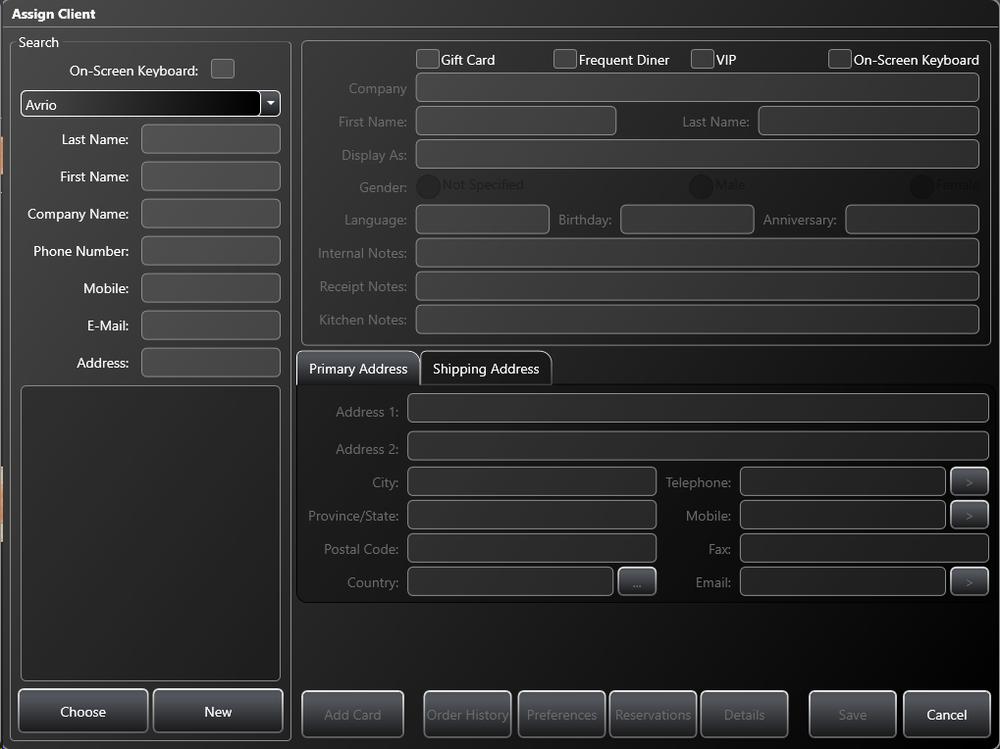 Assign Client
Search
On-Screen Keyboard:
Avrio
Last Name:
First Name:
Company Name:
Phone Number:
Mobile:
E-Mail:
Address:
Choose
New
Gift Card Frequent Diner VIP On-Screen Keyboard
Company
First Name: Last Name:
Display As:
Gender: Not Specified Male Female
Language: Birthday: Anniversary:
Internal Notes:
Receipt Notes:
Kitchen Notes:
Primary Address Shipping Address
Address 1:
Address 2:
City: Telephone: >
Province/State: Mobile: >
Postal Code: Fax:
Country: ... Email: >
Add Card Order History Preferences Reservations Details Save Cancel